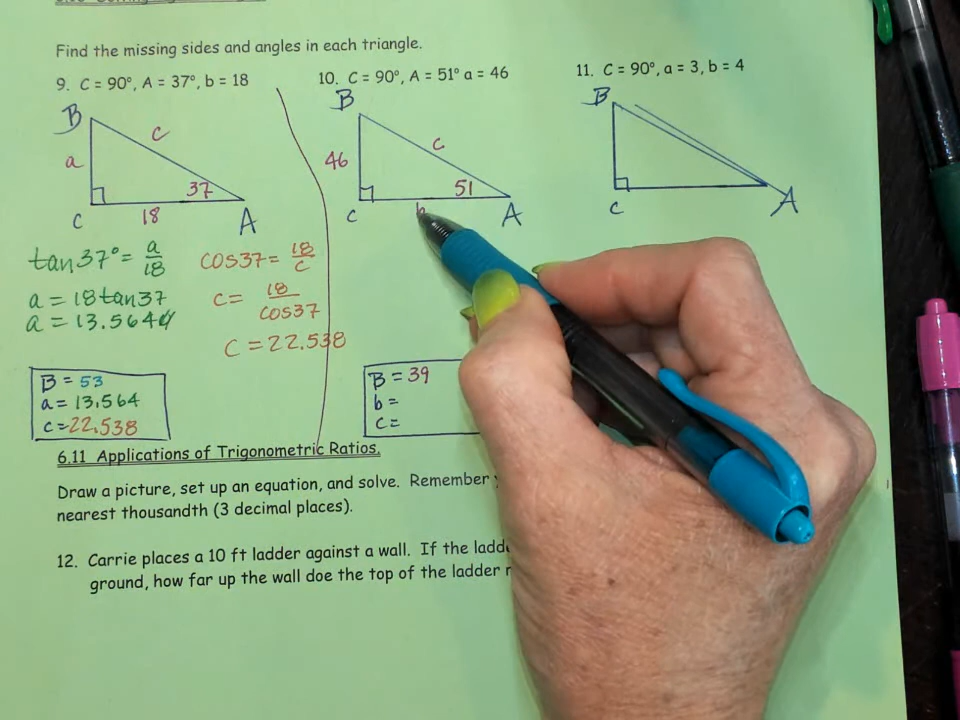 Find the missing sides and angles in each triangle.
9. C = 90°, A = 37°, b = 18
B
c
a
37
C
18
A
tan37° = a/18
a = 18tan37
a = 13.564
cos37 = 18/c
c = 18/cos37
c = 22.538
B = 53
a = 13.564
c = 22.538
10. C = 90°, A = 51° a = 46
B
c
46
51
C
b
A
B = 39
b =
c =
11. C = 90°, a = 3, b = 4
B
C
A
6.11 Applications of Trigonometric Ratios.
Draw a picture, set up an equation, and solve. Remember
nearest thousandth (3 decimal places).
12. Carrie places a 10 ft ladder against a wall. If the
ground, how far up the wall doe the top of the ladder